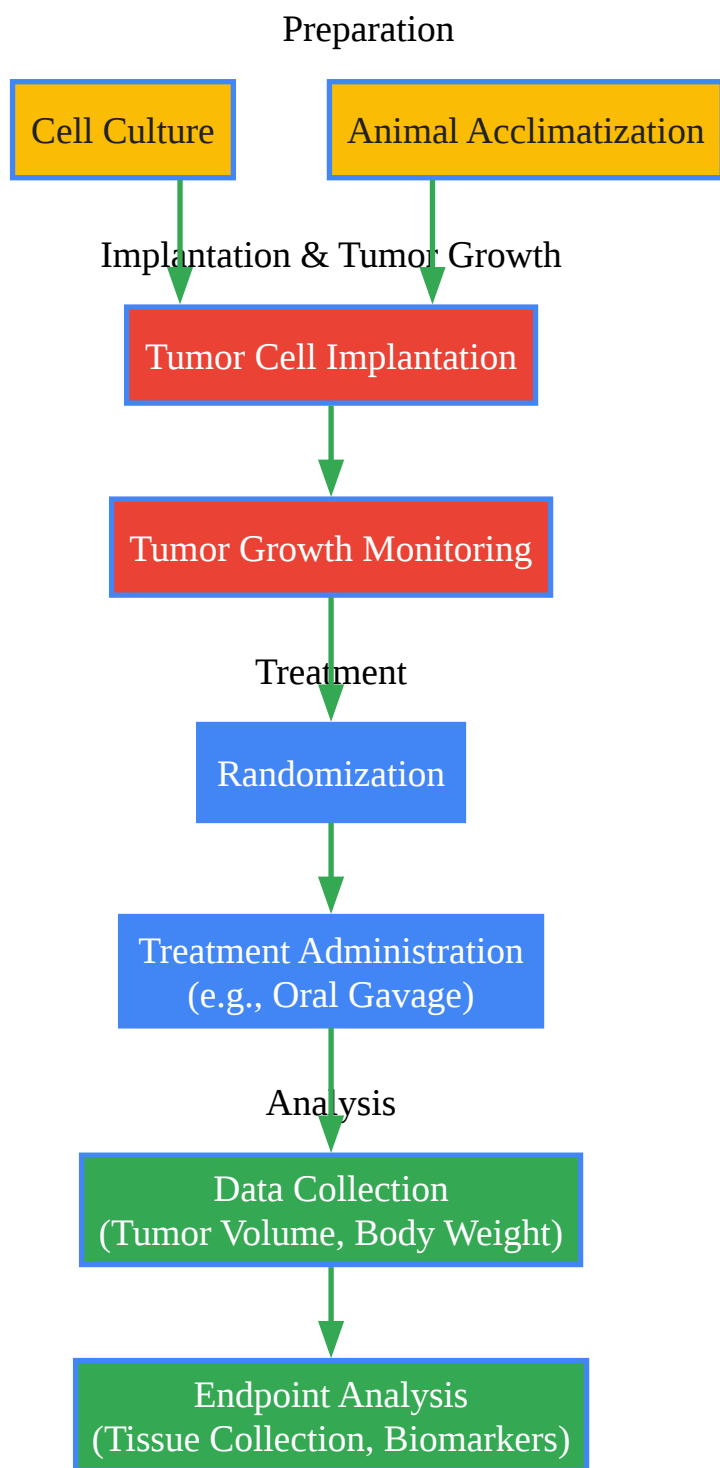 Preparation
Cell Culture
Animal Acclimatization
Implantation & Tumor Growth
Tumor Cell Implantation
Tumor Growth Monitoring
Treatment
Randomization
Treatment Administration
(e.g., Oral Gavage)
Analysis
Data Collection
(Tumor Volume, Body Weight)
Endpoint Analysis
(Tissue Collection, Biomarkers)